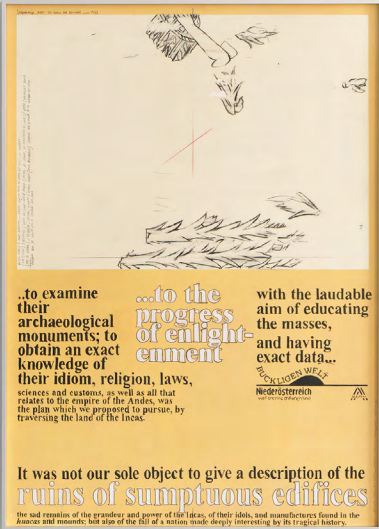 ..to examine
their
archaeological
monuments; to
obtain an exact
knowledge of
their idiom, religion, laws,
sciences and customs, as well as all that
relates to the empire of the Andes, was
the plan which we proposed to pursue, by
traversing the land of the Incas.
...to the
progress
of enlight-
enment
with the laudable
aim of educating
the masses,
and having
exact data...
BUCKLIGEN WELT
Niederösterreich
It was not our sole object to give a description of the
ruins of sumptuous edifices
the sad remains of the grandeur and power of the Incas, of their idols, and manufactures found in the
huacas and mounds; but also of the fall of a nation made deeply interesting by its tragical history.